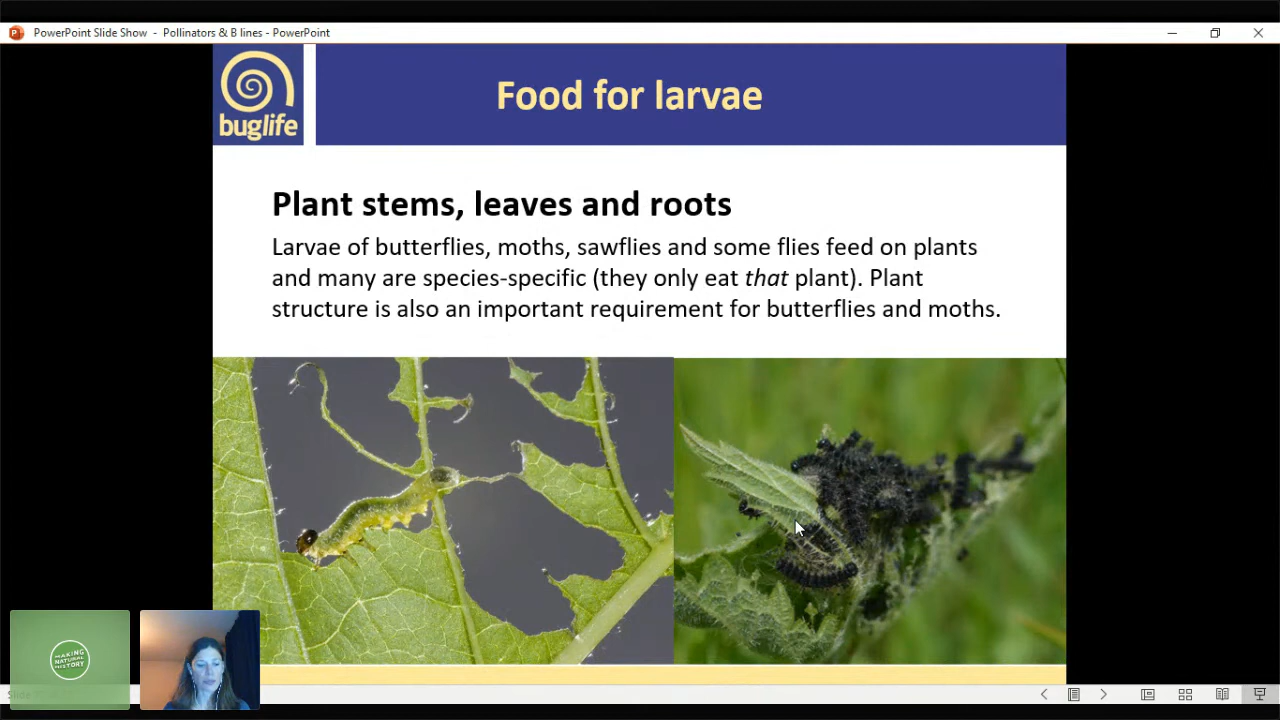 PowerPoint Slide Show - Pollinators & B lines - PowerPoint
buglife
Food for larvae
Plant stems, leaves and roots
Larvae of butterflies, moths, sawflies and some flies feed on plants
and many are species-specific (they only eat that plant). Plant
structure is also an important requirement for butterflies and moths.
MAKING
NATURAL
HISTORY